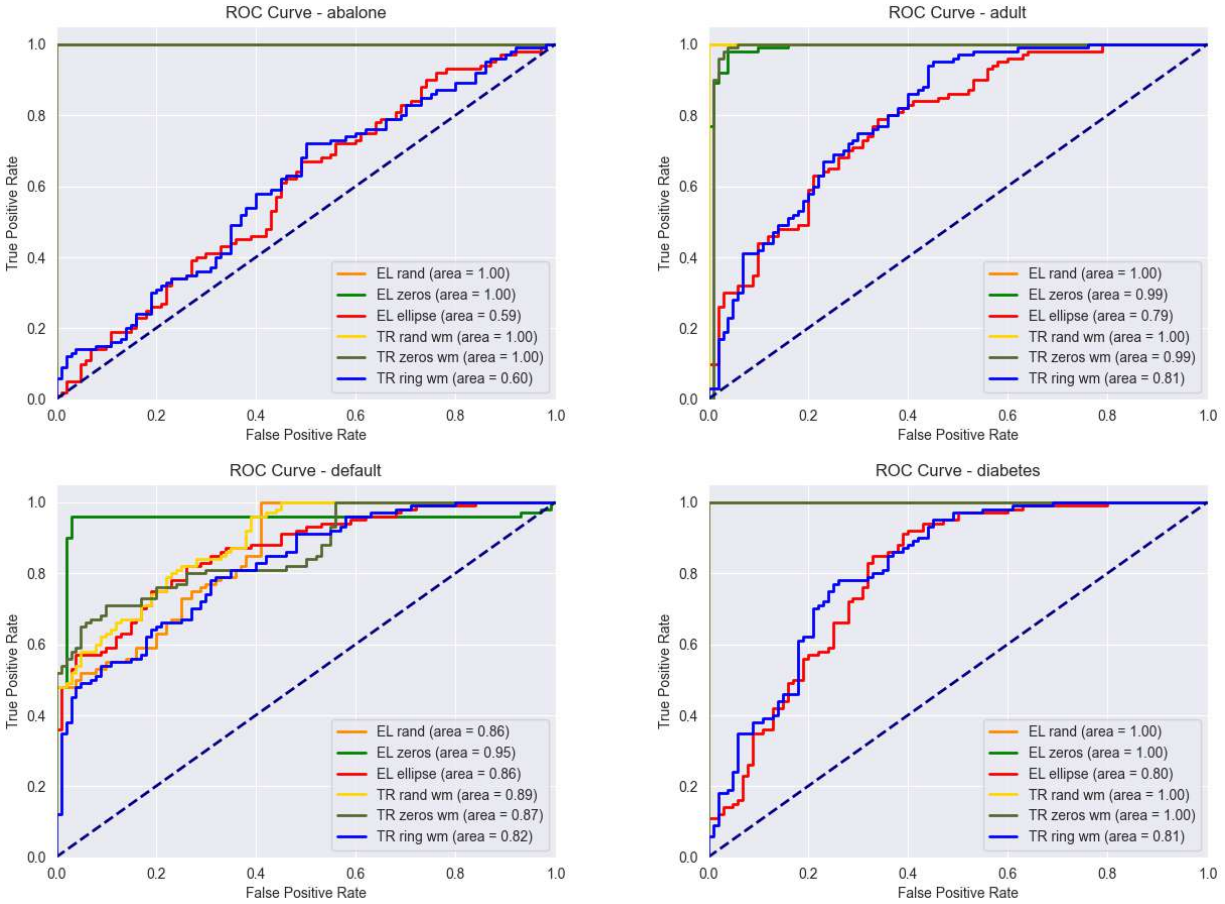 ROC Curve - abalone
True Positive Rate
1.0
0.8
0.6
0.4
0.2
0.0
EL rand (area = 1.00)
EL zeros (area = 1.00)
EL ellipse (area = 0.59)
TR rand wm (area = 1.00)
TR zeros wm (area = 1.00)
TR ring wm (area = 0.60)
0.0 0.2 0.4 0.6 0.8 1.0
False Positive Rate
ROC Curve - adult
True Positive Rate
1.0
0.8
0.6
0.4
0.2
0.0
EL rand (area = 1.00)
EL zeros (area = 0.99)
EL ellipse (area = 0.79)
TR rand wm (area = 1.00)
TR zeros wm (area = 0.99)
TR ring wm (area = 0.81)
0.0 0.2 0.4 0.6 0.8 1.0
False Positive Rate
ROC Curve - default
True Positive Rate
1.0
0.8
0.6
0.4
0.2
0.0
EL rand (area = 0.86)
EL zeros (area = 0.95)
EL ellipse (area = 0.86)
TR rand wm (area = 0.89)
TR zeros wm (area = 0.87)
TR ring wm (area = 0.82)
0.0 0.2 0.4 0.6 0.8 1.0
False Positive Rate
ROC Curve - diabetes
True Positive Rate
1.0
0.8
0.6
0.4
0.2
0.0
EL rand (area = 1.00)
EL zeros (area = 1.00)
EL ellipse (area = 0.80)
TR rand wm (area = 1.00)
TR zeros wm (area = 1.00)
TR ring wm (area = 0.81)
0.0 0.2 0.4 0.6 0.8 1.0
False Positive Rate